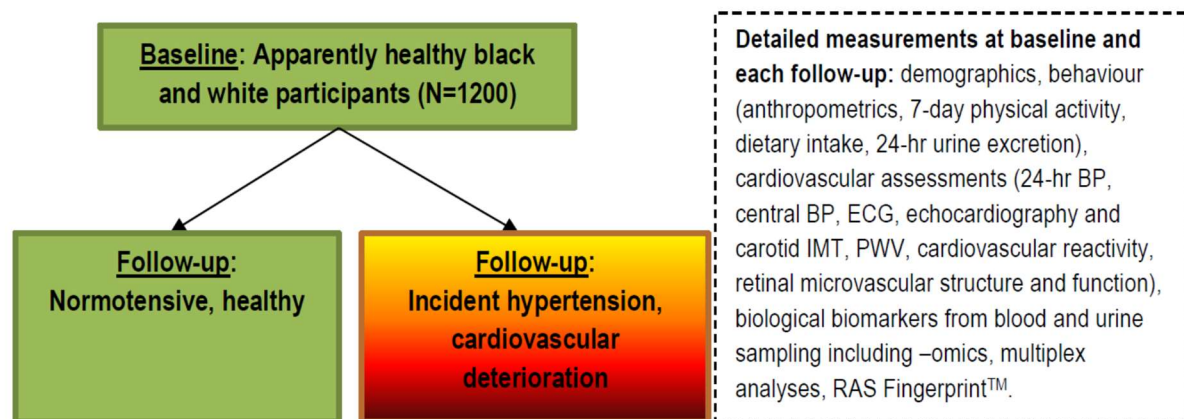 Baseline: Apparently healthy black
and white participants (N=1200)
Follow-up:
Normotensive, healthy
Follow-up:
Incident hypertension,
cardiovascular
deterioration
Detailed measurements at baseline and
each follow-up: demographics, behaviour
(anthropometrics, 7-day physical activity,
dietary intake, 24-hr urine excretion),
cardiovascular assessments (24-hr BP,
central BP, ECG, echocardiography and
carotid IMT, PWV, cardiovascular reactivity,
retinal microvascular structure and function),
biological biomarkers from blood and urine
sampling including –omics, multiplex
analyses, RAS Fingerprint™.